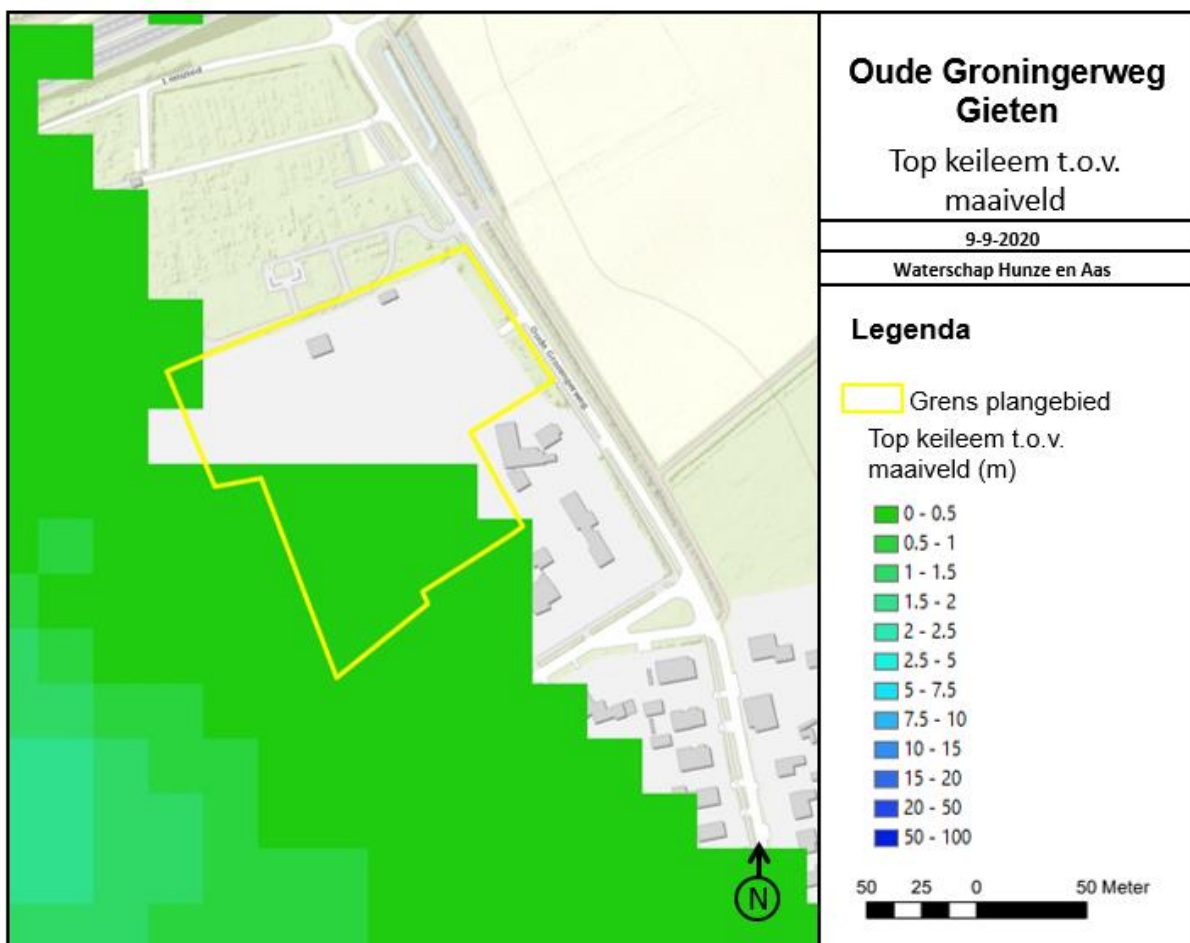 Oude Groningerweg
Gieten
Top keileem t.o.v.
maaiveld
9-9-2020
Waterschap Hunze en Aas
Legenda
Grens plangebied
Top keileem t.o.v.
maaiveld (m)
0 - 0.5
0.5 - 1
1 - 1.5
1.5 - 2
2 - 2.5
2.5 - 5
5 - 7.5
7.5 - 10
10 - 15
15 - 20
20 - 50
50 - 100
50 25 0 50 Meter
Oude Groningerweg
N